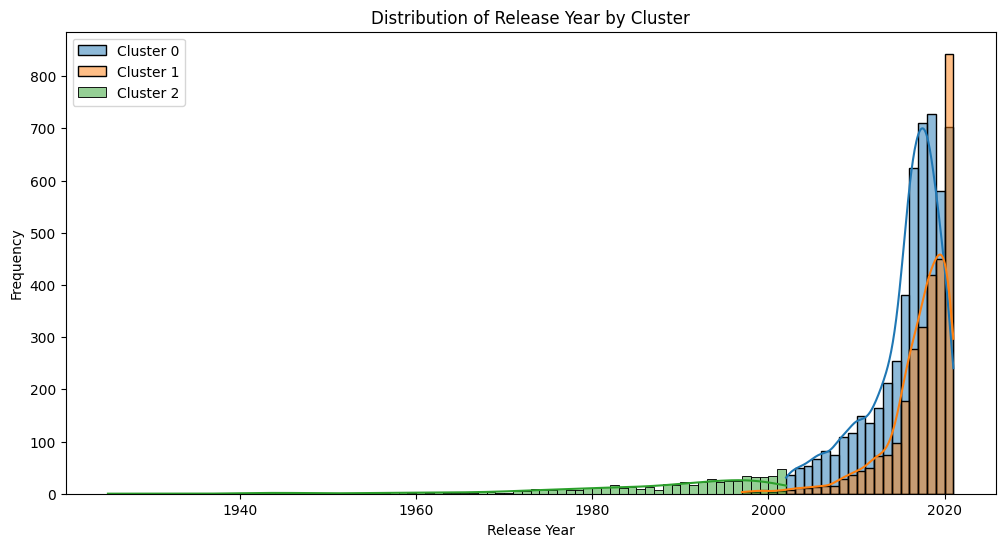 Distribution of Release Year by Cluster
Cluster 0
Cluster 1
Cluster 2
800
700
600
500
400
300
200
100
0
Frequency
1940
1960
1980
2000
2020
Release Year